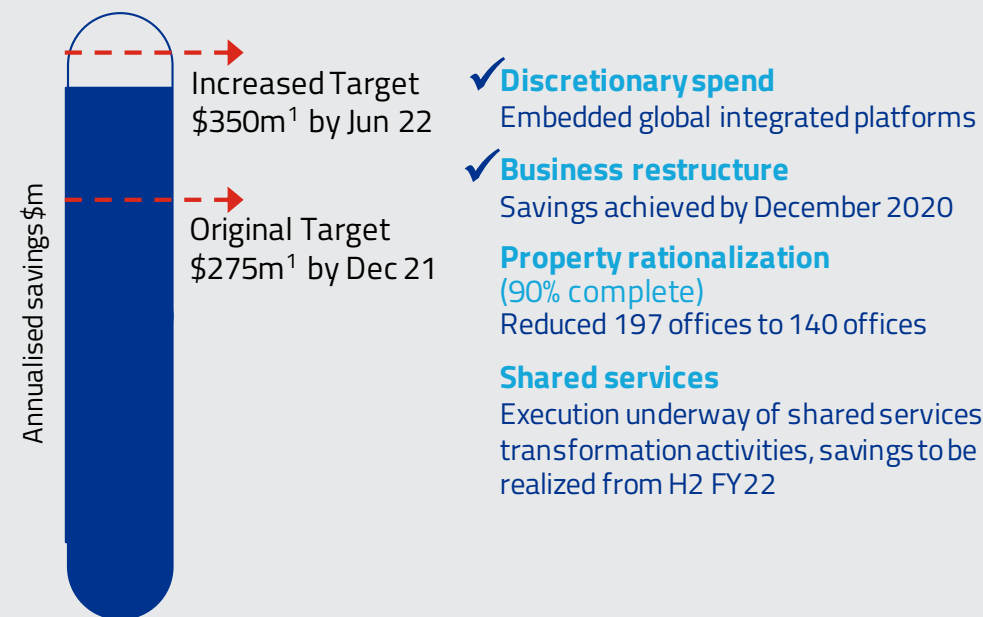 Annualised savings $m
Increased Target
$350m¹ by Jun 22
Original Target
$275m¹ by Dec 21
Discretionary spend
Embedded global integrated platforms
Business restructure
Savings achieved by December 2020
Property rationalization
(90% complete)
Reduced 197 offices to 140 offices
Shared services
Execution underway of shared services
transformation activities, savings to be
realized from H2 FY22